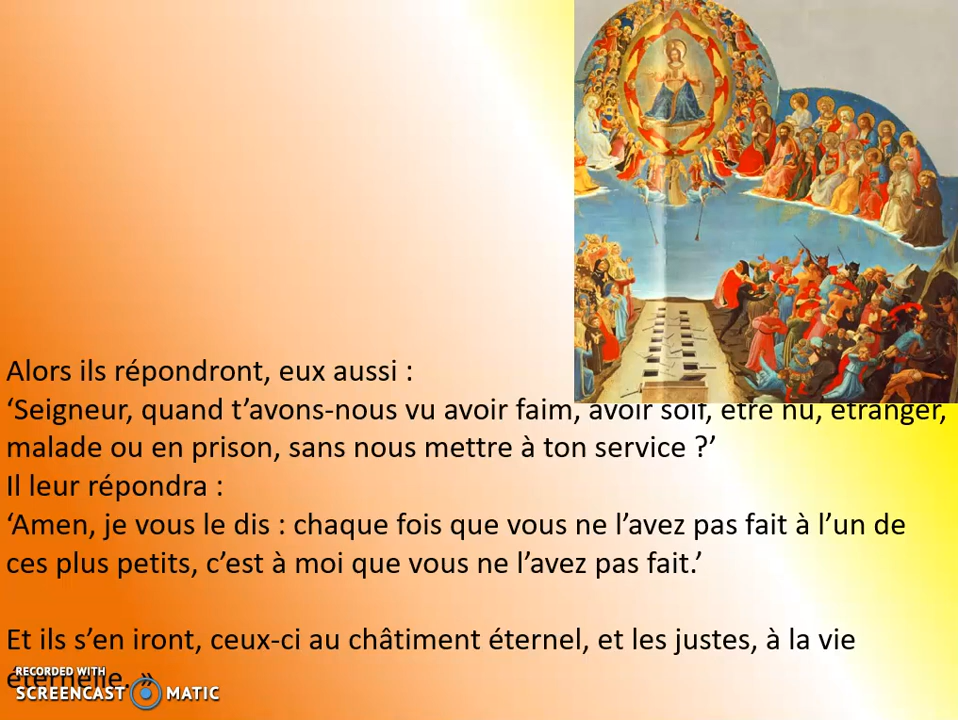 Alors ils répondront, eux aussi :
‘Seigneur, quand t’avons-nous vu avoir faim, avoir soif, être nu, étranger,
malade ou en prison, sans nous mettre à ton service ?’
Il leur répondra :
‘Amen, je vous le dis : chaque fois que vous ne l’avez pas fait à l’un de
ces plus petits, c’est à moi que vous ne l’avez pas fait.’
Et ils s’en iront, ceux-ci au châtiment éternel, et les justes, à la vie
éternelle. »
RECORDED WITH
SCREENCAST MATIC